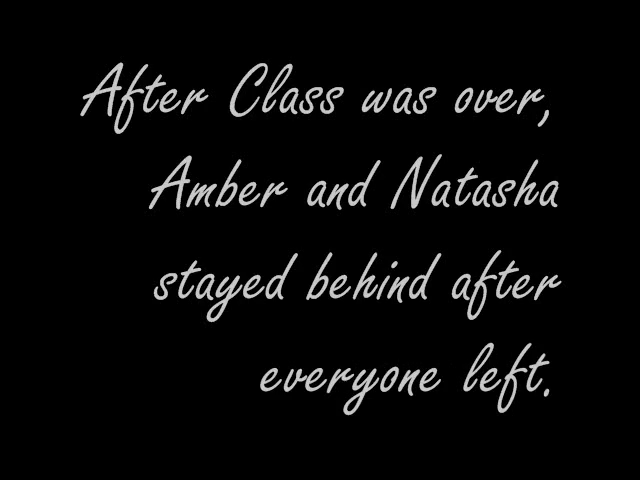 After Class was over,
Amber and Natasha
stayed behind after
everyone left.